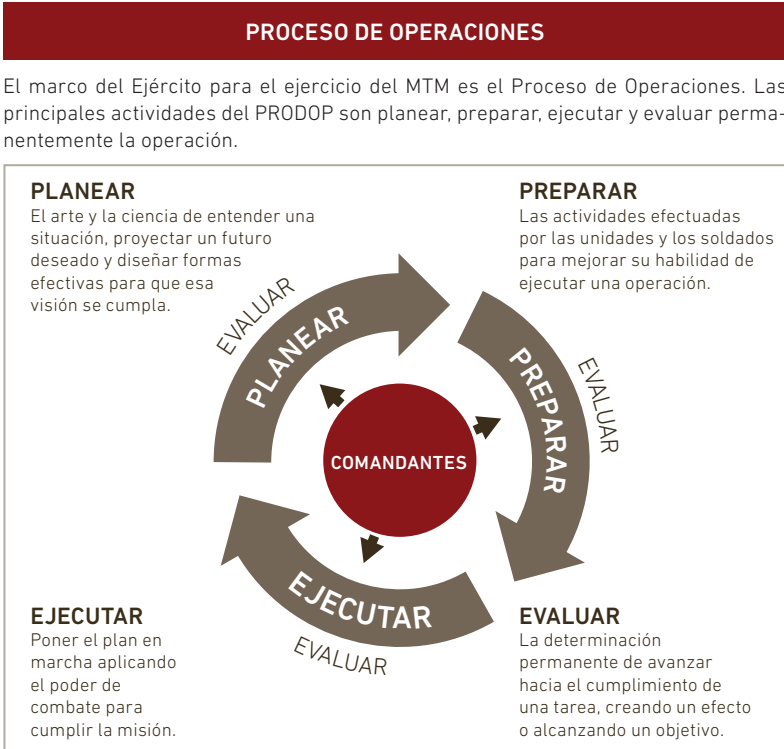 PROCESO DE OPERACIONES
El marco del Ejército para el ejercicio del MTM es el Proceso de Operaciones. Las
principales actividades del PRODOP son planear, preparar, ejecutar y evaluar perma-
nentemente la operación.
PLANEAR
El arte y la ciencia de entender una
situación, proyectar un futuro
deseado y diseñar formas
efectivas para que esa
visión se cumpla.
PREPARAR
Las actividades efectuadas
por las unidades y los soldados
para mejorar su habilidad de
ejecutar una operación.
EVALUAR
PLANEAR
PREPARAR
EVALUAR
COMANDANTES
EJECUTAR
EVALUAR
EJECUTAR
Poner el plan en
marcha aplicando
el poder de
combate para
cumplir la misión.
EVALUAR
La determinación
permanente de avanzar
hacia el cumplimiento de
una tarea, creando un efecto
o alcanzando un objetivo.